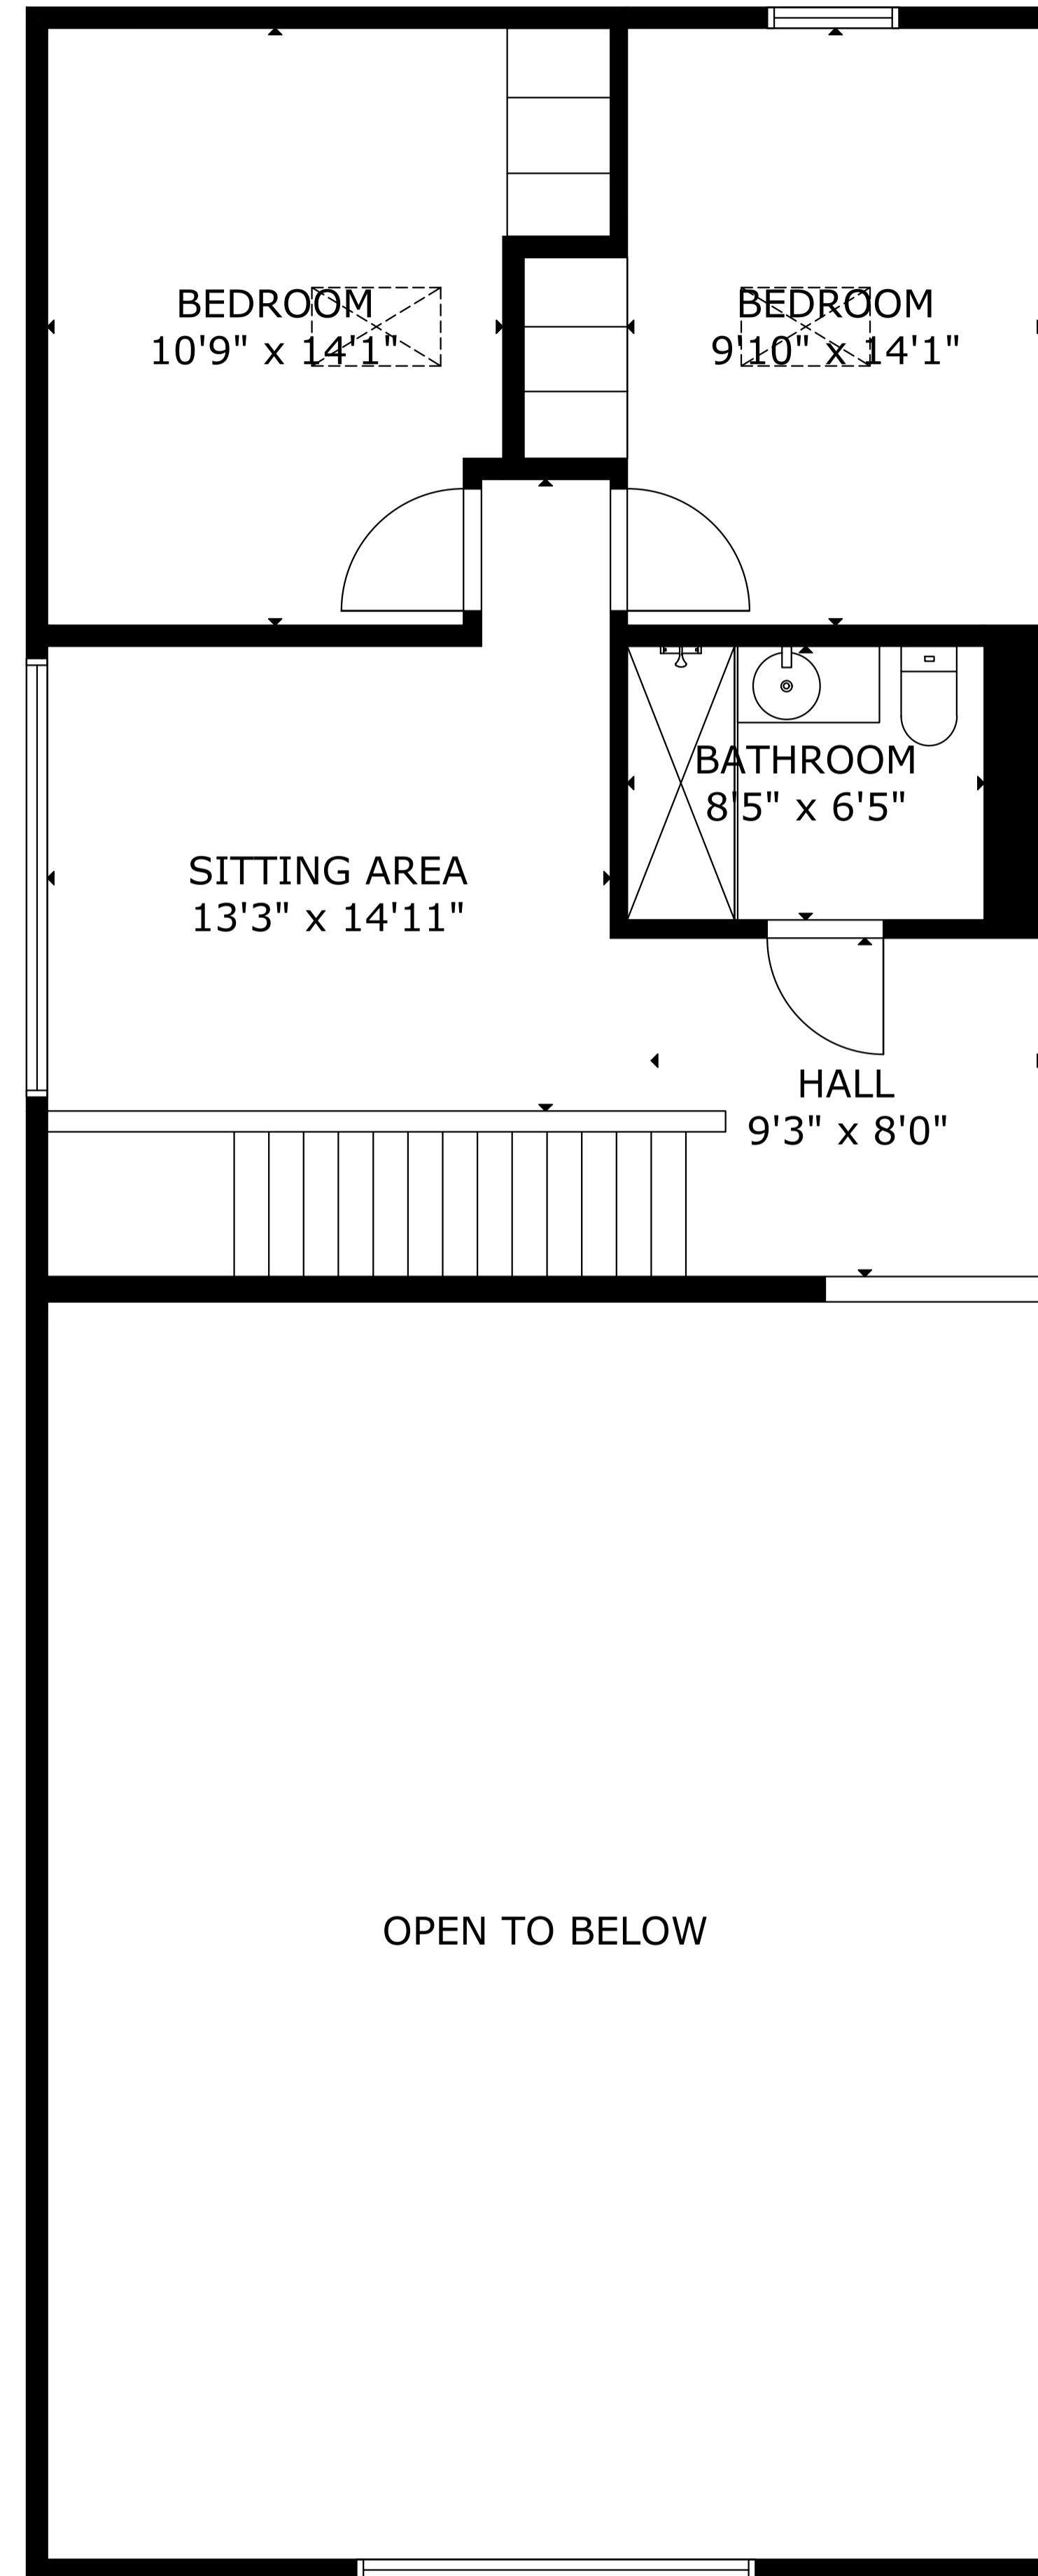 BEDROOM
10'9" x 14'1"
BEDROOM
9'10" x 14'1"
BATHROOM
8'5" x 6'5"
SITTING AREA
13'3" x 14'11"
HALL
9'3" x 8'0"
OPEN TO BELOW